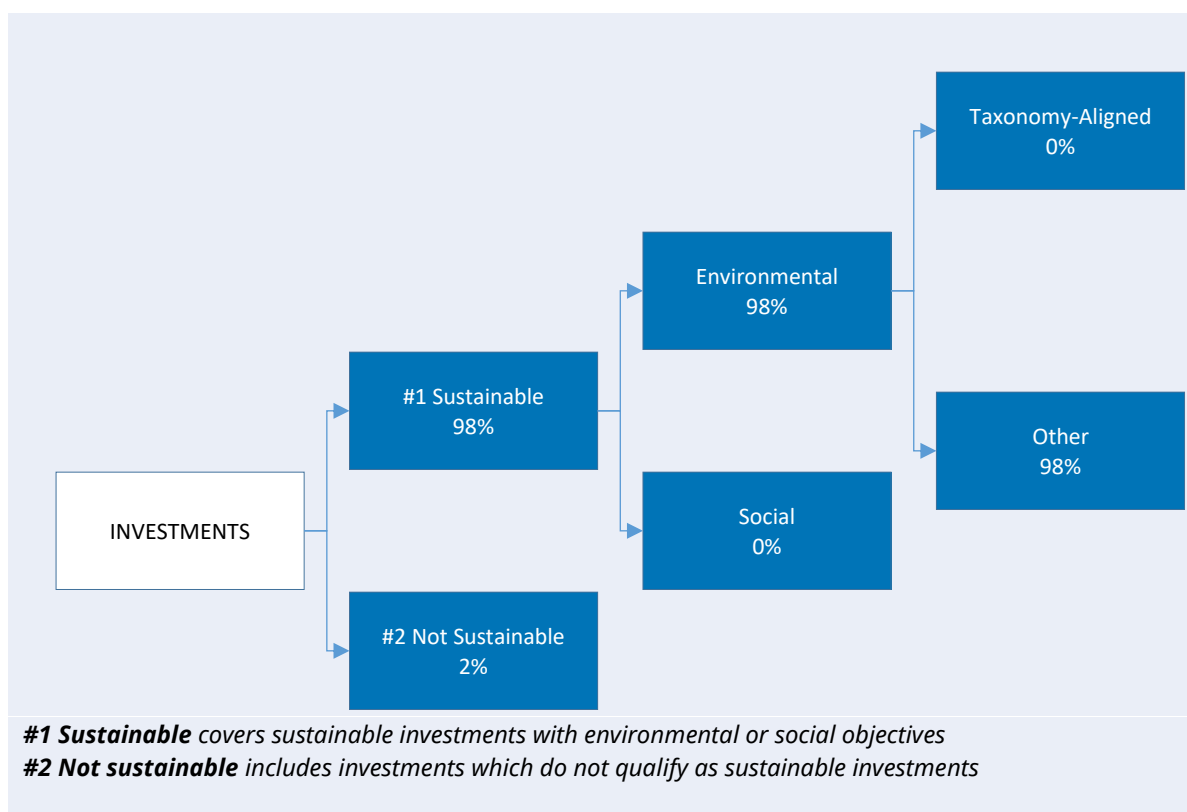 Taxonomy-Aligned
0%
Environmental
98%
#1 Sustainable
98%
Other
98%
INVESTMENTS
Social
0%
#2 Not Sustainable
2%
#1 Sustainable covers sustainable investments with environmental or social objectives
#2 Not sustainable includes investments which do not qualify as sustainable investments